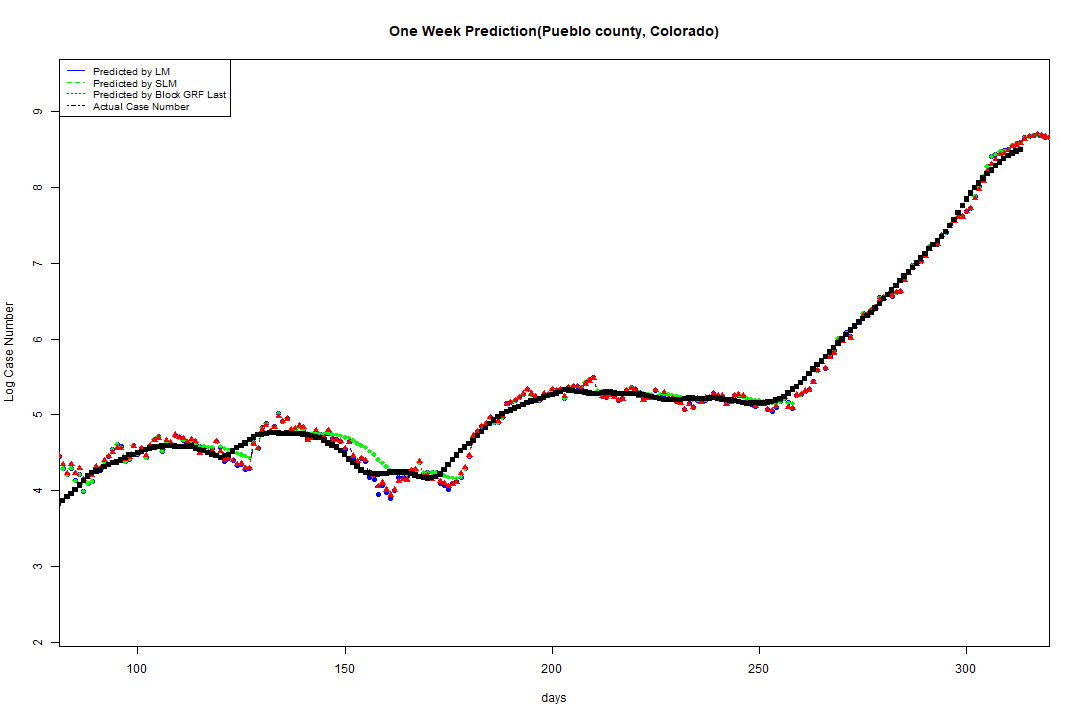 One Week Prediction(Pueblo county, Colorado)
Predicted by LM
Predicted by SLM
Predicted by Block GRF Last
Actual Case Number
9
8
7
6
5
4
3
2
Log Case Number
100 150 200 250 300
days